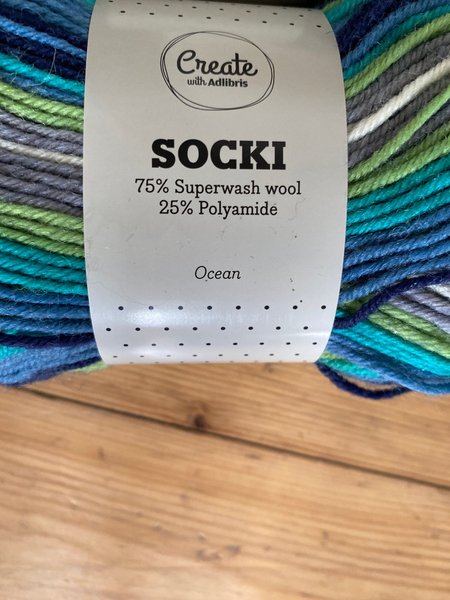 Create
with Adlibris
SOCKI
75% Superwash wool
25% Polyamide
Ocean